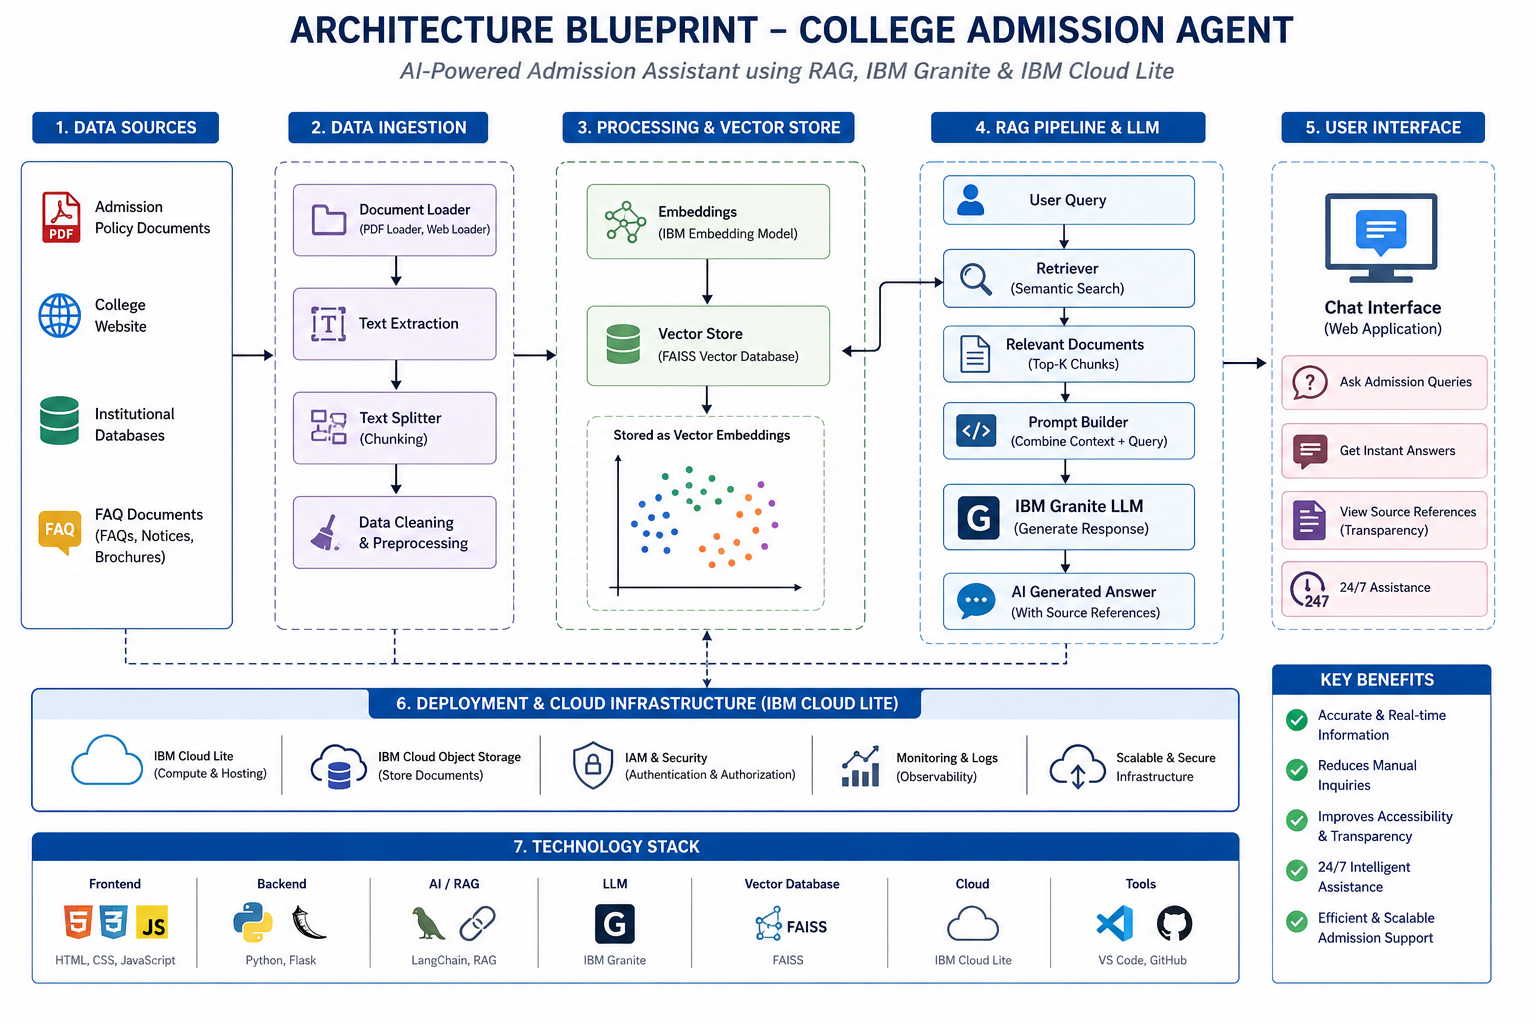 ARCHITECTURE BLUEPRINT – COLLEGE ADMISSION AGENT
AI-Powered Admission Assistant using RAG, IBM Granite & IBM Cloud Lite
1. DATA SOURCES
PDF
Admission
Policy Documents
College
Website
Institutional
Databases
FAQ
FAQ Documents
(FAQs, Notices,
Brochures)
2. DATA INGESTION
Document Loader
(PDF Loader, Web Loader)
T
Text Extraction
Text Splitter
(Chunking)
Data Cleaning
& Preprocessing
3. PROCESSING & VECTOR STORE
Embeddings
(IBM Embedding Model)
Vector Store
(FAISS Vector Database)
Stored as Vector Embeddings
4. RAG PIPELINE & LLM
User Query
Retriever
(Semantic Search)
Relevant Documents
(Top-K Chunks)
</>
Prompt Builder
(Combine Context + Query)
G
IBM Granite LLM
(Generate Response)
AI Generated Answer
(With Source References)
5. USER INTERFACE
Chat Interface
(Web Application)
?
Ask Admission Queries
Get Instant Answers
View Source References
(Transparency)
247
24/7 Assistance
6. DEPLOYMENT & CLOUD INFRASTRUCTURE (IBM CLOUD LITE)
IBM Cloud Lite
(Compute & Hosting)
IBM Cloud Object Storage
(Store Documents)
IAM & Security
(Authentication & Authorization)
Monitoring & Logs
(Observability)
Scalable & Secure
Infrastructure
KEY BENEFITS
Accurate & Real-time
Information
Reduces Manual
Inquiries
Improves Accessibility
& Transparency
24/7 Intelligent
Assistance
Efficient & Scalable
Admission Support
7. TECHNOLOGY STACK
Frontend
5 3 JS
HTML, CSS, JavaScript
Backend
Python, Flask
AI / RAG
LangChain, RAG
LLM
G
IBM Granite
Vector Database
FAISS
FAISS
Cloud
IBM Cloud Lite
Tools
VS Code, GitHub